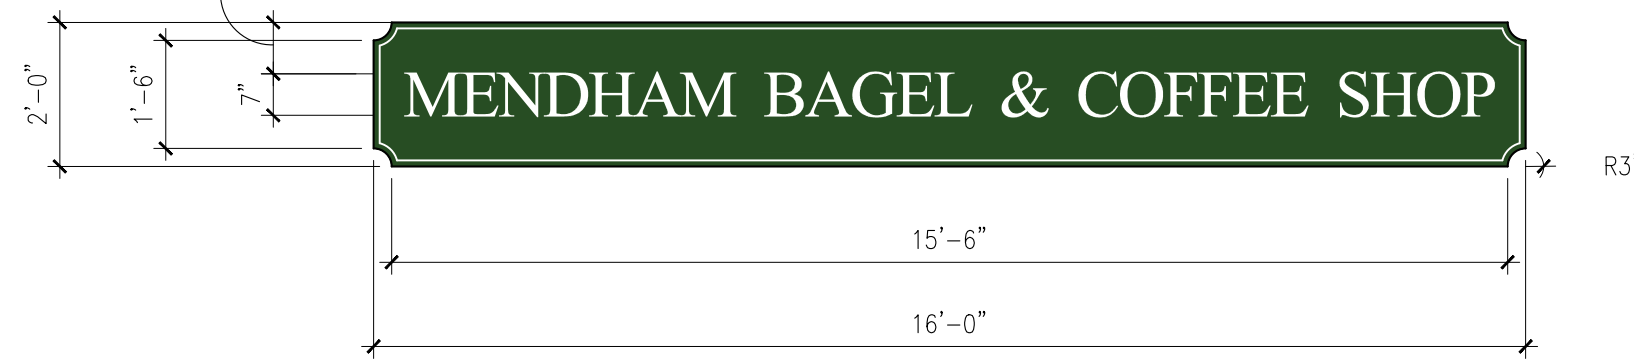 MENDHAM BAGEL & COFFEE SHOP
2'-0"
1'-6"
7"
R3
15'-6"
16'-0"